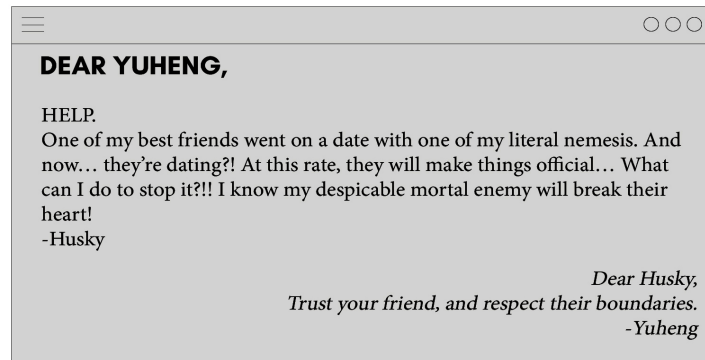 DEAR YUHENG,
HELP.
One of my best friends went on a date with one of my literal nemesis. And
now… they’re dating?! At this rate, they will make things official… What
can I do to stop it?!! I know my despicable mortal enemy will break their
heart!
-Husky
Dear Husky,
Trust your friend, and respect their boundaries.
-Yuheng